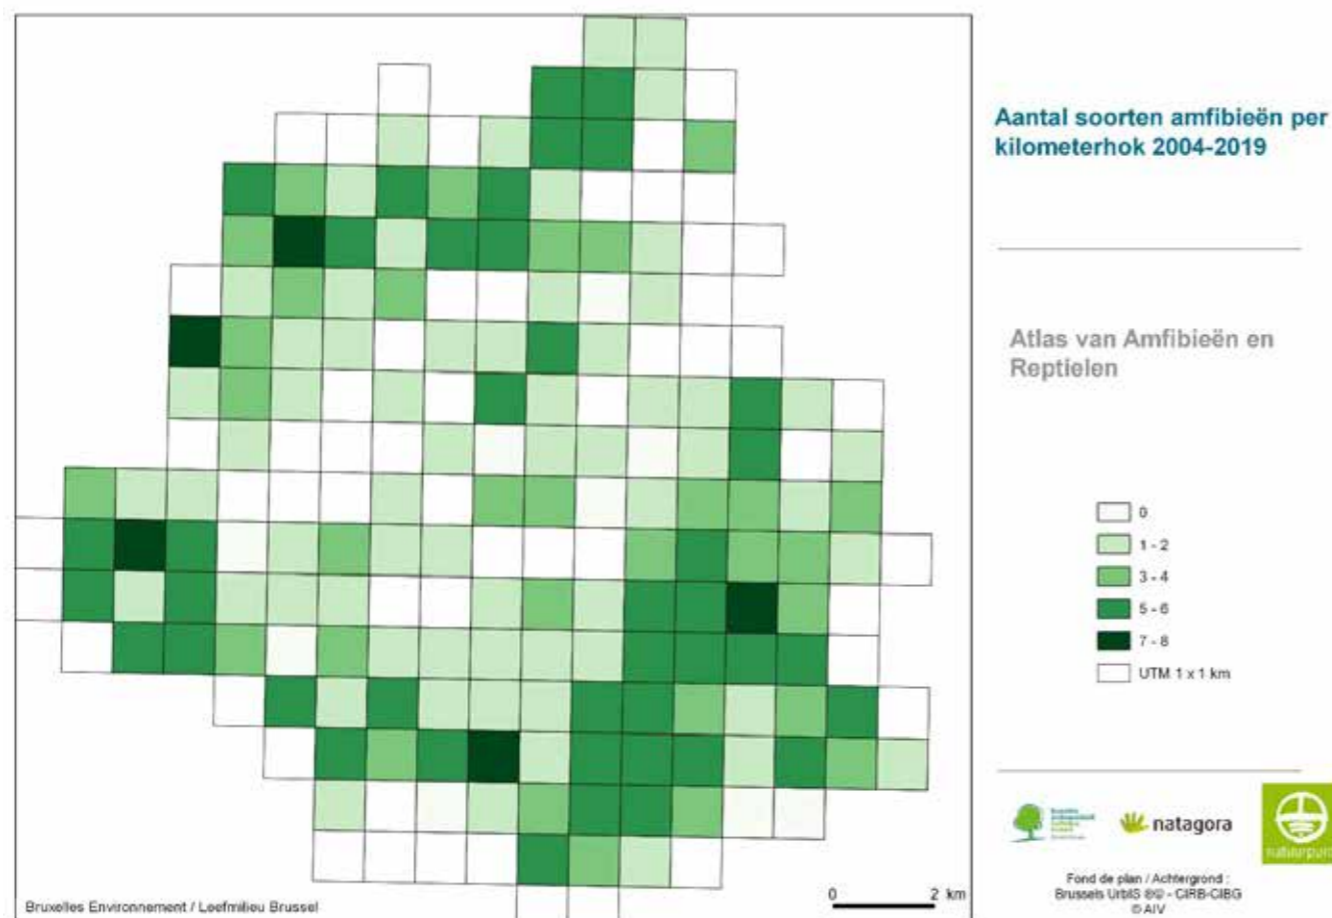 Aantal soorten amfibieën per
kilometerhok 2004-2019
Atlas van Amfibieën en
Reptielen
0
1 - 2
3 - 4
5 - 6
7 - 8
UTM 1 x 1 km
natagora
Fond de plan / Achtergrond :
Brussels UrbIS ®© - CIRB-CIBG
© AIV
0 2 km
Bruxelles Environnement / Leefmilieu Brussel